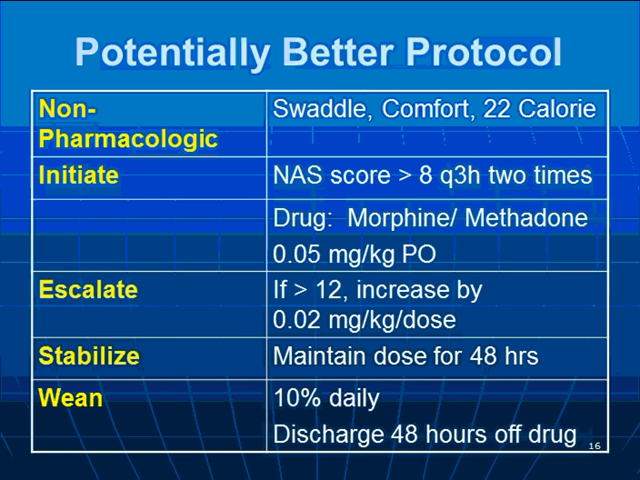 Potentially Better Protocol
Non-
Pharmacologic
Swaddle, Comfort, 22 Calorie
Initiate
NAS score > 8 q3h two times
Drug: Morphine/ Methadone
0.05 mg/kg PO
Escalate
If > 12, increase by
0.02 mg/kg/dose
Stabilize
Maintain dose for 48 hrs
Wean
10% daily
Discharge 48 hours off drug
16